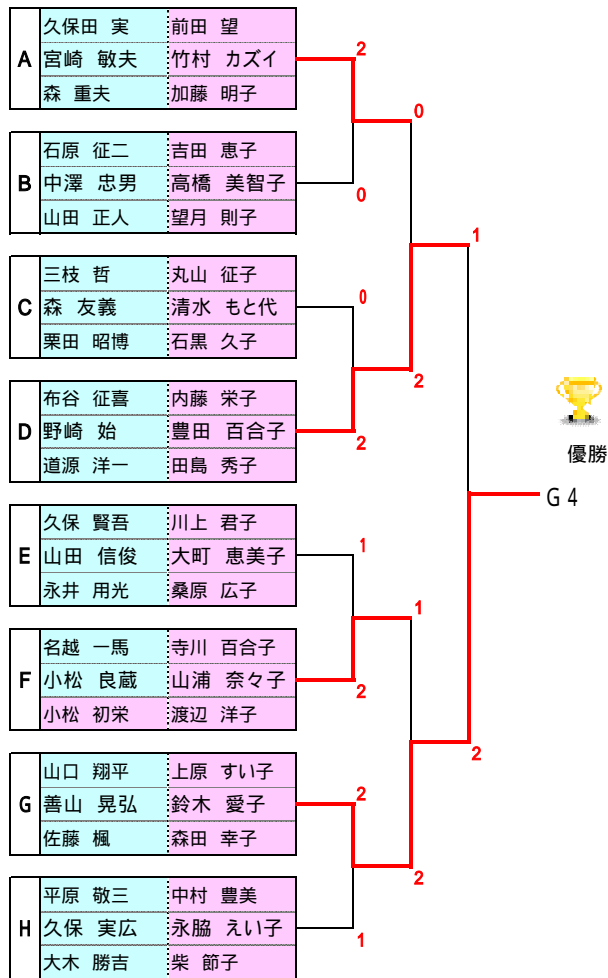 A
久保田 実 前田 望
宮崎 敏夫 竹村 カズイ
森 重夫 加藤 明子
B
石原 征二 吉田 恵子
中澤 忠男 高橋 美智子
山田 正人 望月 則子
C
三枝 哲 丸山 征子
森 友義 清水 もと代
栗田 昭博 石黒 久子
D
布谷 征喜 内藤 栄子
野崎 始 豊田 百合子
道源 洋一 田島 秀子
E
久保 賢吾 川上 君子
山田 信俊 大町 恵美子
永井 用光 桑原 広子
F
名越 一馬 寺川 百合子
小松 良蔵 山浦 奈々子
小松 初栄 渡辺 洋子
G
山口 翔平 上原 すい子
善山 晃弘 鈴木 愛子
佐藤 楓 森田 幸子
H
平原 敬三 中村 豊美
久保 実広 永脇 えい子
大木 勝吉 柴 節子
2
0
0
2
1
2
2
1
0
2
1
2
1
2
優勝
G 4